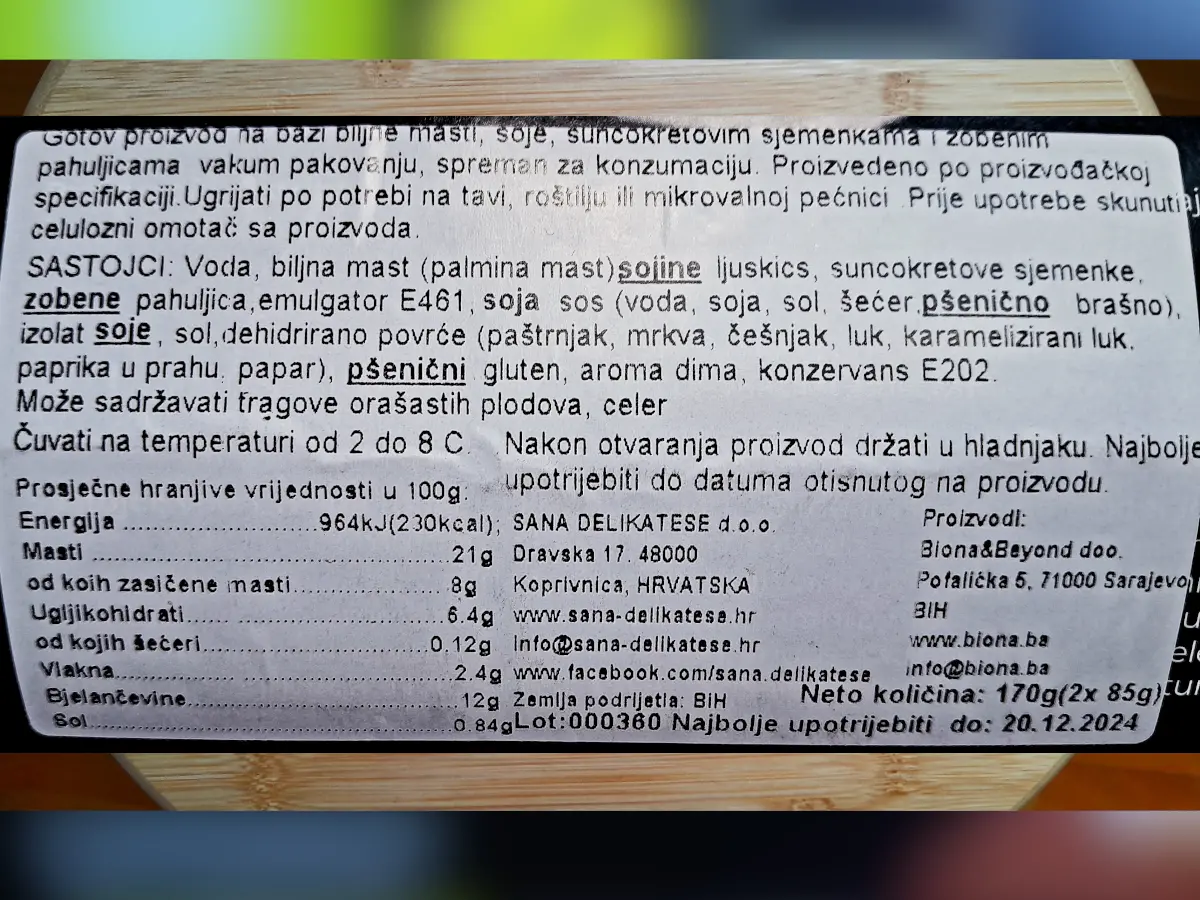 Gotov proizvod na bazi biljne masti, soje, suncokretovim sjemenkama i zobenim
pahuljicama vakum pakovanju, spreman za konzumaciju. Proizvedeno po proizvođačkoj
specifikaciji.Ugrijati po potrebi na tavi, roštilju ili mikrovalnoj pećnici .Prije upotrebe skunuti
celulozni omotač sa proizvoda.
SASTOJCI: Voda, biljna mast (palmina mast)sojine ljuskics, suncokretove sjemenke,
zobene pahuljica,emulgator E461, soja sos (voda, soja, sol, šećer,pšenično brašno),
izolat soje, sol,dehidrirano povrće (paštrnjak, mrkva, češnjak, luk, karamelizirani luk,
paprika u prahu, papar), pšenični gluten, aroma dima, konzervans E202.
Može sadržavati tragove orašastih plodova, celer
Čuvati na temperaturi od 2 do 8 C. Nakon otvaranja proizvod držati u hladnjaku. Najbolje
upotrijebiti do datuma otisnutog na proizvodu.
Prosječne hranjive vrijednosti u 100g:
Energija ......................964kJ(230kcal);
Masti ..........................................21g
od koih zasičene masti......................8g
Ugljikohidrati...................................6.4g
od kojih šećeri...............................0.12g
Vlakna..........................................2.4g
Bjelančevine...................................12g
Sol................................................0.84g
SANA DELIKATESE d.o.o.
Dravska 17. 48000
Koprivnica, HRVATSKA
www.sana-delikatese.hr
info@sana-delikatese.hr
www.facebook.com/sana.delikatese
Zemlja podrijetla: BiH
Proizvodi:
Biona&Beyond doo.
Pofalićka 5, 71000 Sarajevo
BIH
www.biona.ba
info@biona.ba
Neto količina: 170g(2x 85g)
Lot:000360 Najbolje upotrijebiti do: 20.12.2024